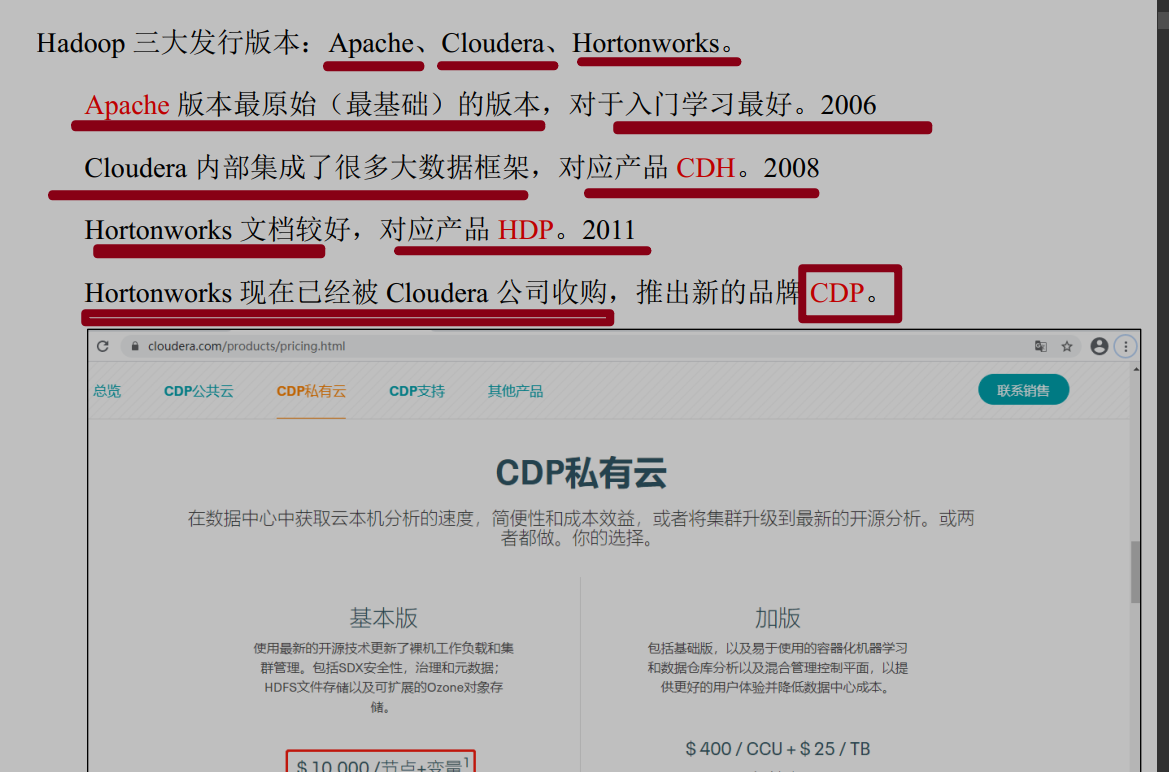 Hadoop 三大发行版本：Apache、Cloudera、Hortonworks。
Apache 版本最原始（最基础）的版本，对于入门学习最好。2006
Cloudera 内部集成了很多大数据框架，对应产品 CDH。2008
Hortonworks 文档较好，对应产品 HDP。2011
Hortonworks 现在已经被 Cloudera 公司收购，推出新的品牌 CDP。
cloudera.com/products/pricing.html
总览 CDP公共云 CDP私有云 CDP支持 其他产品 联系销售
CDP私有云
在数据中心中获取云本机分析的速度，简便性和成本效益，或者将集群升级到最新的开源分析。或两
者都做。你的选择。
基本版
使用最新的开源技术更新了裸机工作负载和集
群管理。包括SDX安全性，治理和元数据；
HDFS文件存储以及可扩展的Ozone对象存
储。
$ 10,000 /节点+变量1
加版
包括基础版，以及易于使用的容器化机器学习
和数据仓库分析以及混合管理控制平面，以提
供更好的用户体验并降低数据中心成本。
$ 400 / CCU + $ 25 / TB